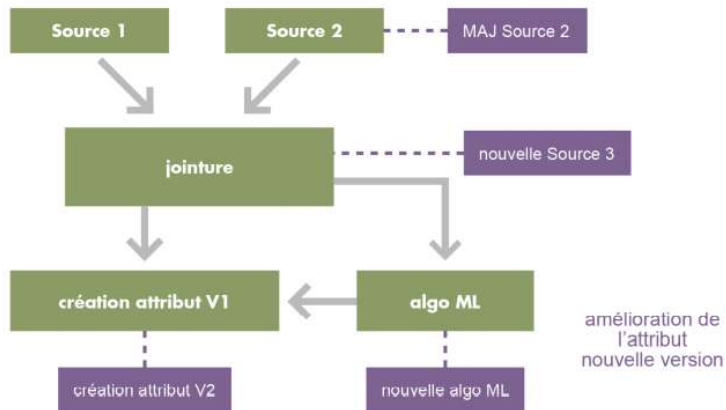 Source 1
Source 2
MAJ Source 2
jointure
nouvelle Source 3
création attribut V1
algo ML
amélioration de
l'attribut
nouvelle version
création attribut V2
nouvelle algo ML